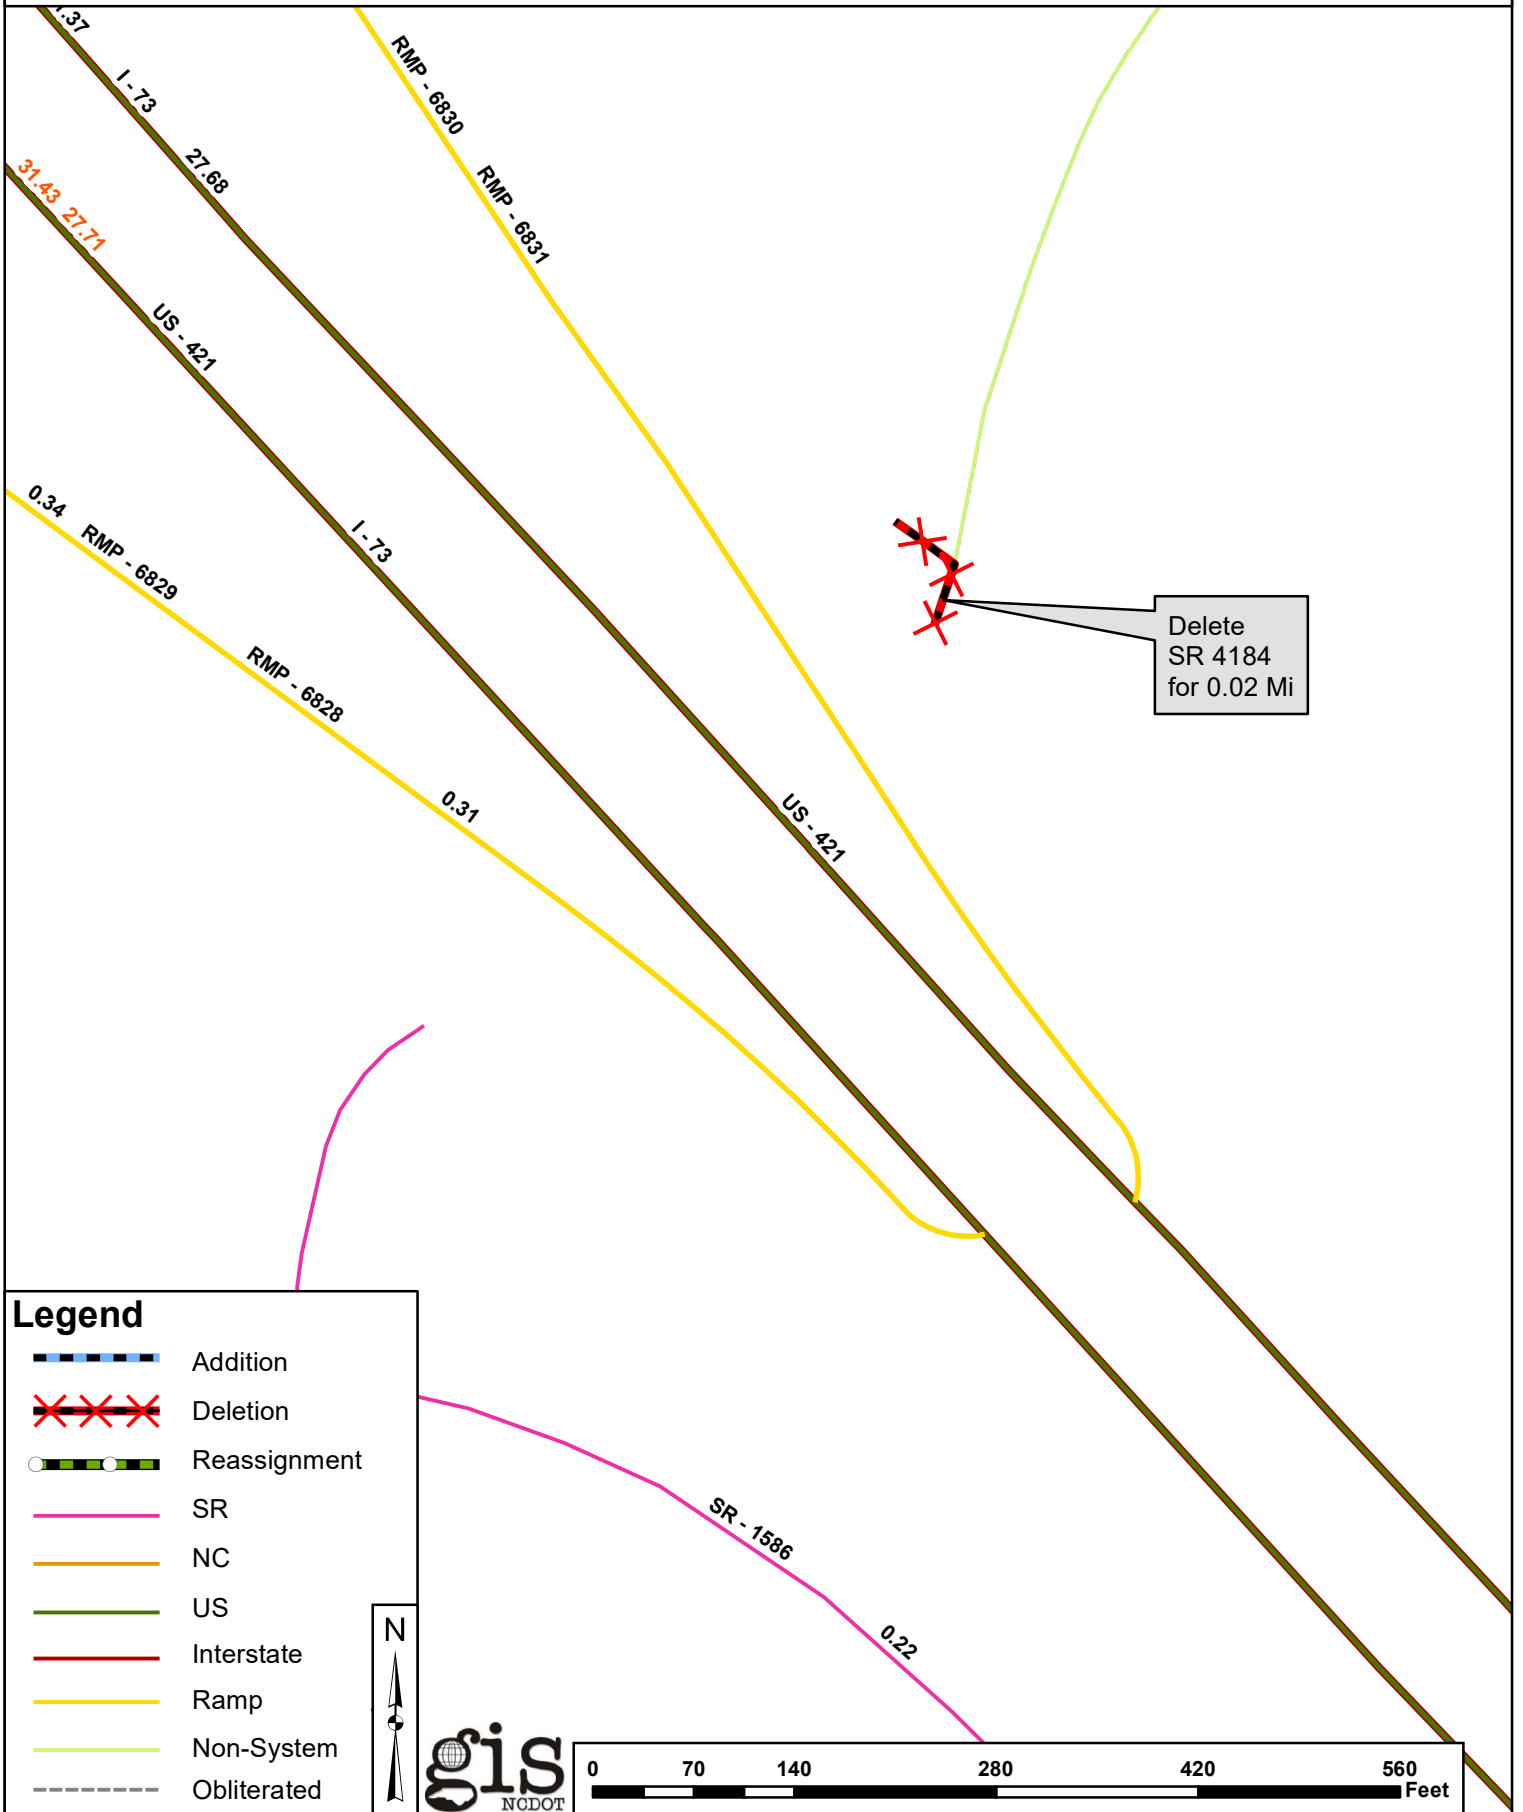 .37
I - 73
27.68
RMP - 6830
RMP - 6831
31.43 27.71
US - 421
I - 73
0.34
RMP - 6829
RMP - 6828
0.31
US - 421
Delete
SR 4184
for 0.02 Mi
SR - 1586
0.22
Legend
Addition
Deletion
Reassignment
SR
NC
US
Interstate
Ramp
Non-System
Obliterated
N
gis
NCDOT
0 70 140 280 420 560
Feet